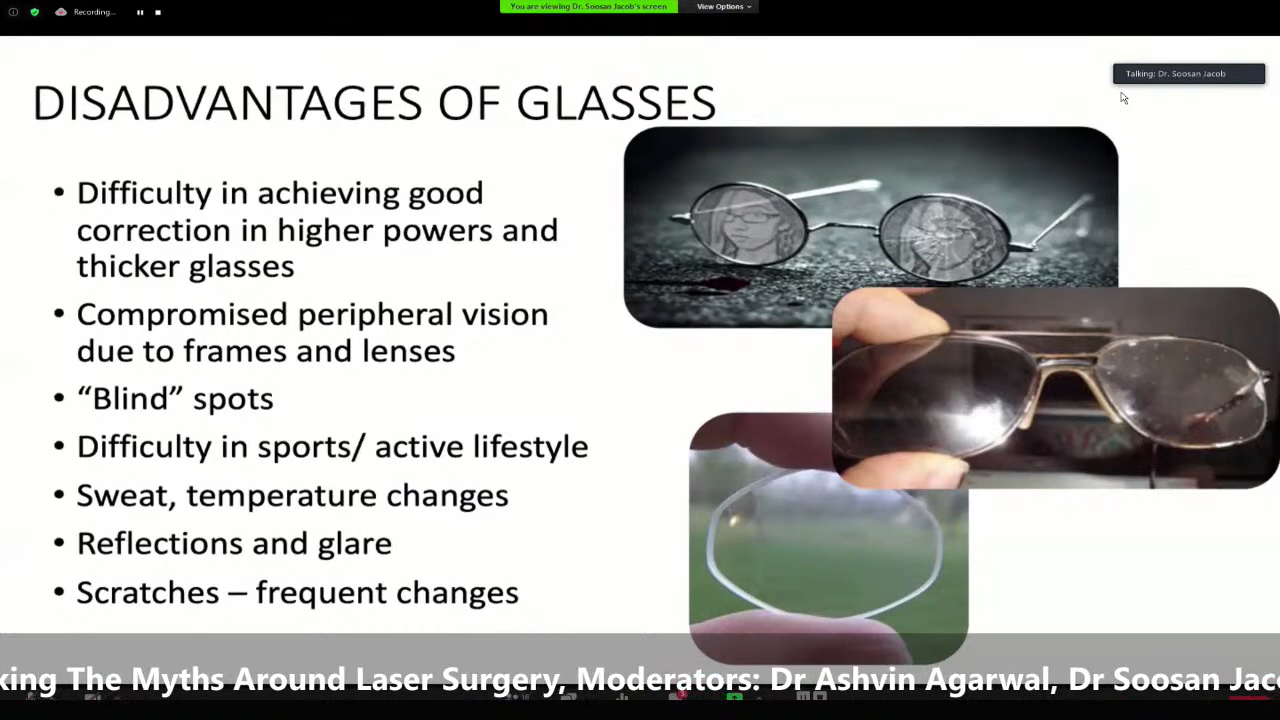 Recording...
You are viewing Dr. Soosan Jacob's screen
View Options
Talking: Dr. Soosan Jacob
DISADVANTAGES OF GLASSES
• Difficulty in achieving good
correction in higher powers and
thicker glasses
• Compromised peripheral vision
due to frames and lenses
• “Blind” spots
• Difficulty in sports/ active lifestyle
• Sweat, temperature changes
• Reflections and glare
• Scratches – frequent changes
king The Myths Around Laser Surgery, Moderators: Dr Ashvin Agarwal, Dr Soosan Jac